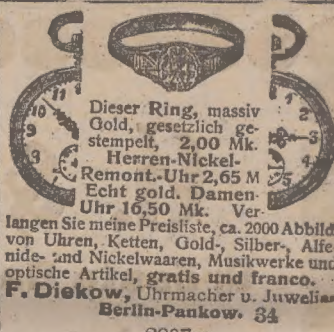 Dieser Ring, massiv
Gold, gesetzlich ge-
stempelt, 2,00 Mk.
Herren-Nickel-
Remont.-Uhr 2,65 M
Echt gold. Damen-
Uhr 16,50 Mk. Ver-
langen Sie meine Preisliste, ca. 2000 Abbild
von Uhren, Ketten, Gold-, Silber-, Alfe
nide- und Nickelwaaren, Musikwerke und
optische Artikel, gratis und franco.
F. Diekow, Uhrmacher u. Juwelier
Berlin-Pankow. 34